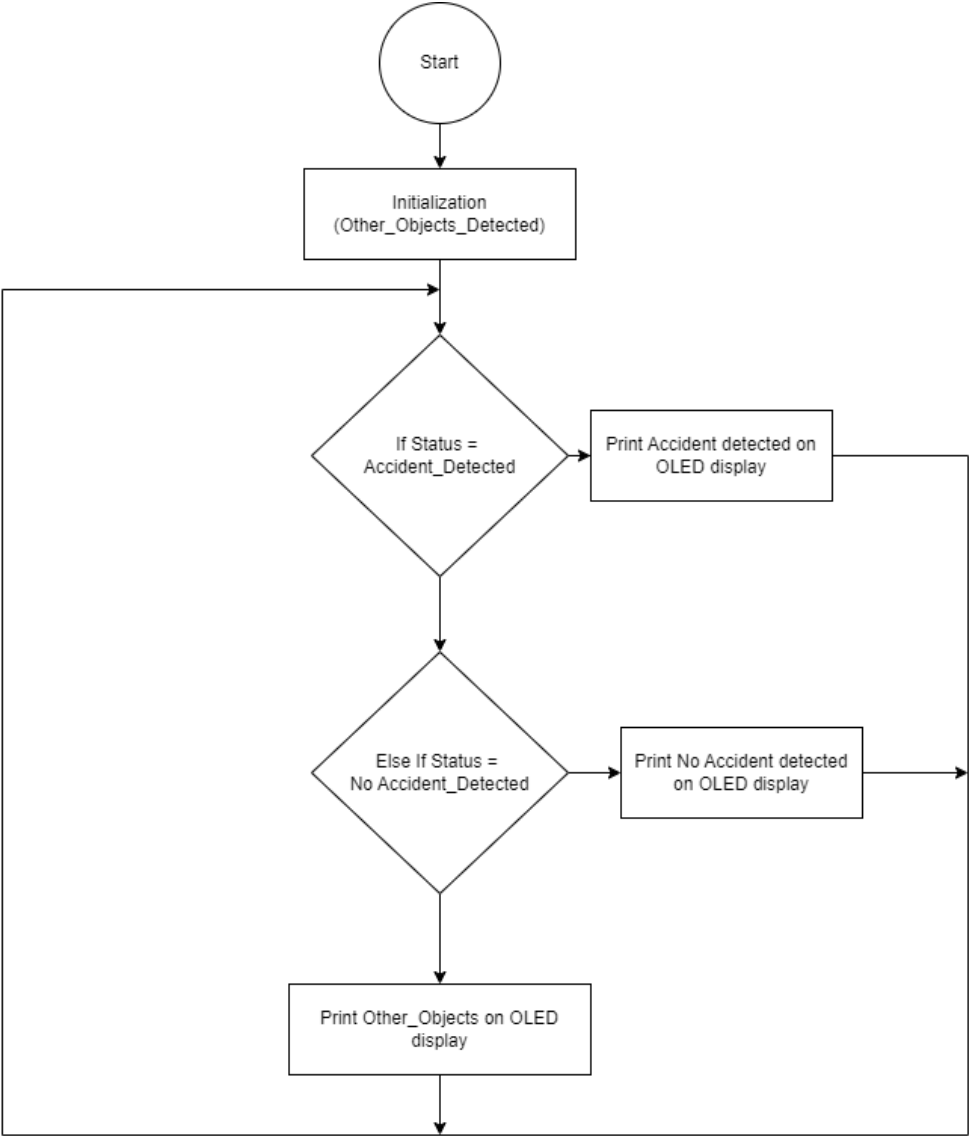 Start
Initialization
(Other_Objects_Detected)
If Status =
Accident_Detected
Print Accident detected on
OLED display
Else If Status =
No Accident_Detected
Print No Accident detected
on OLED display
Print Other_Objects on OLED
display